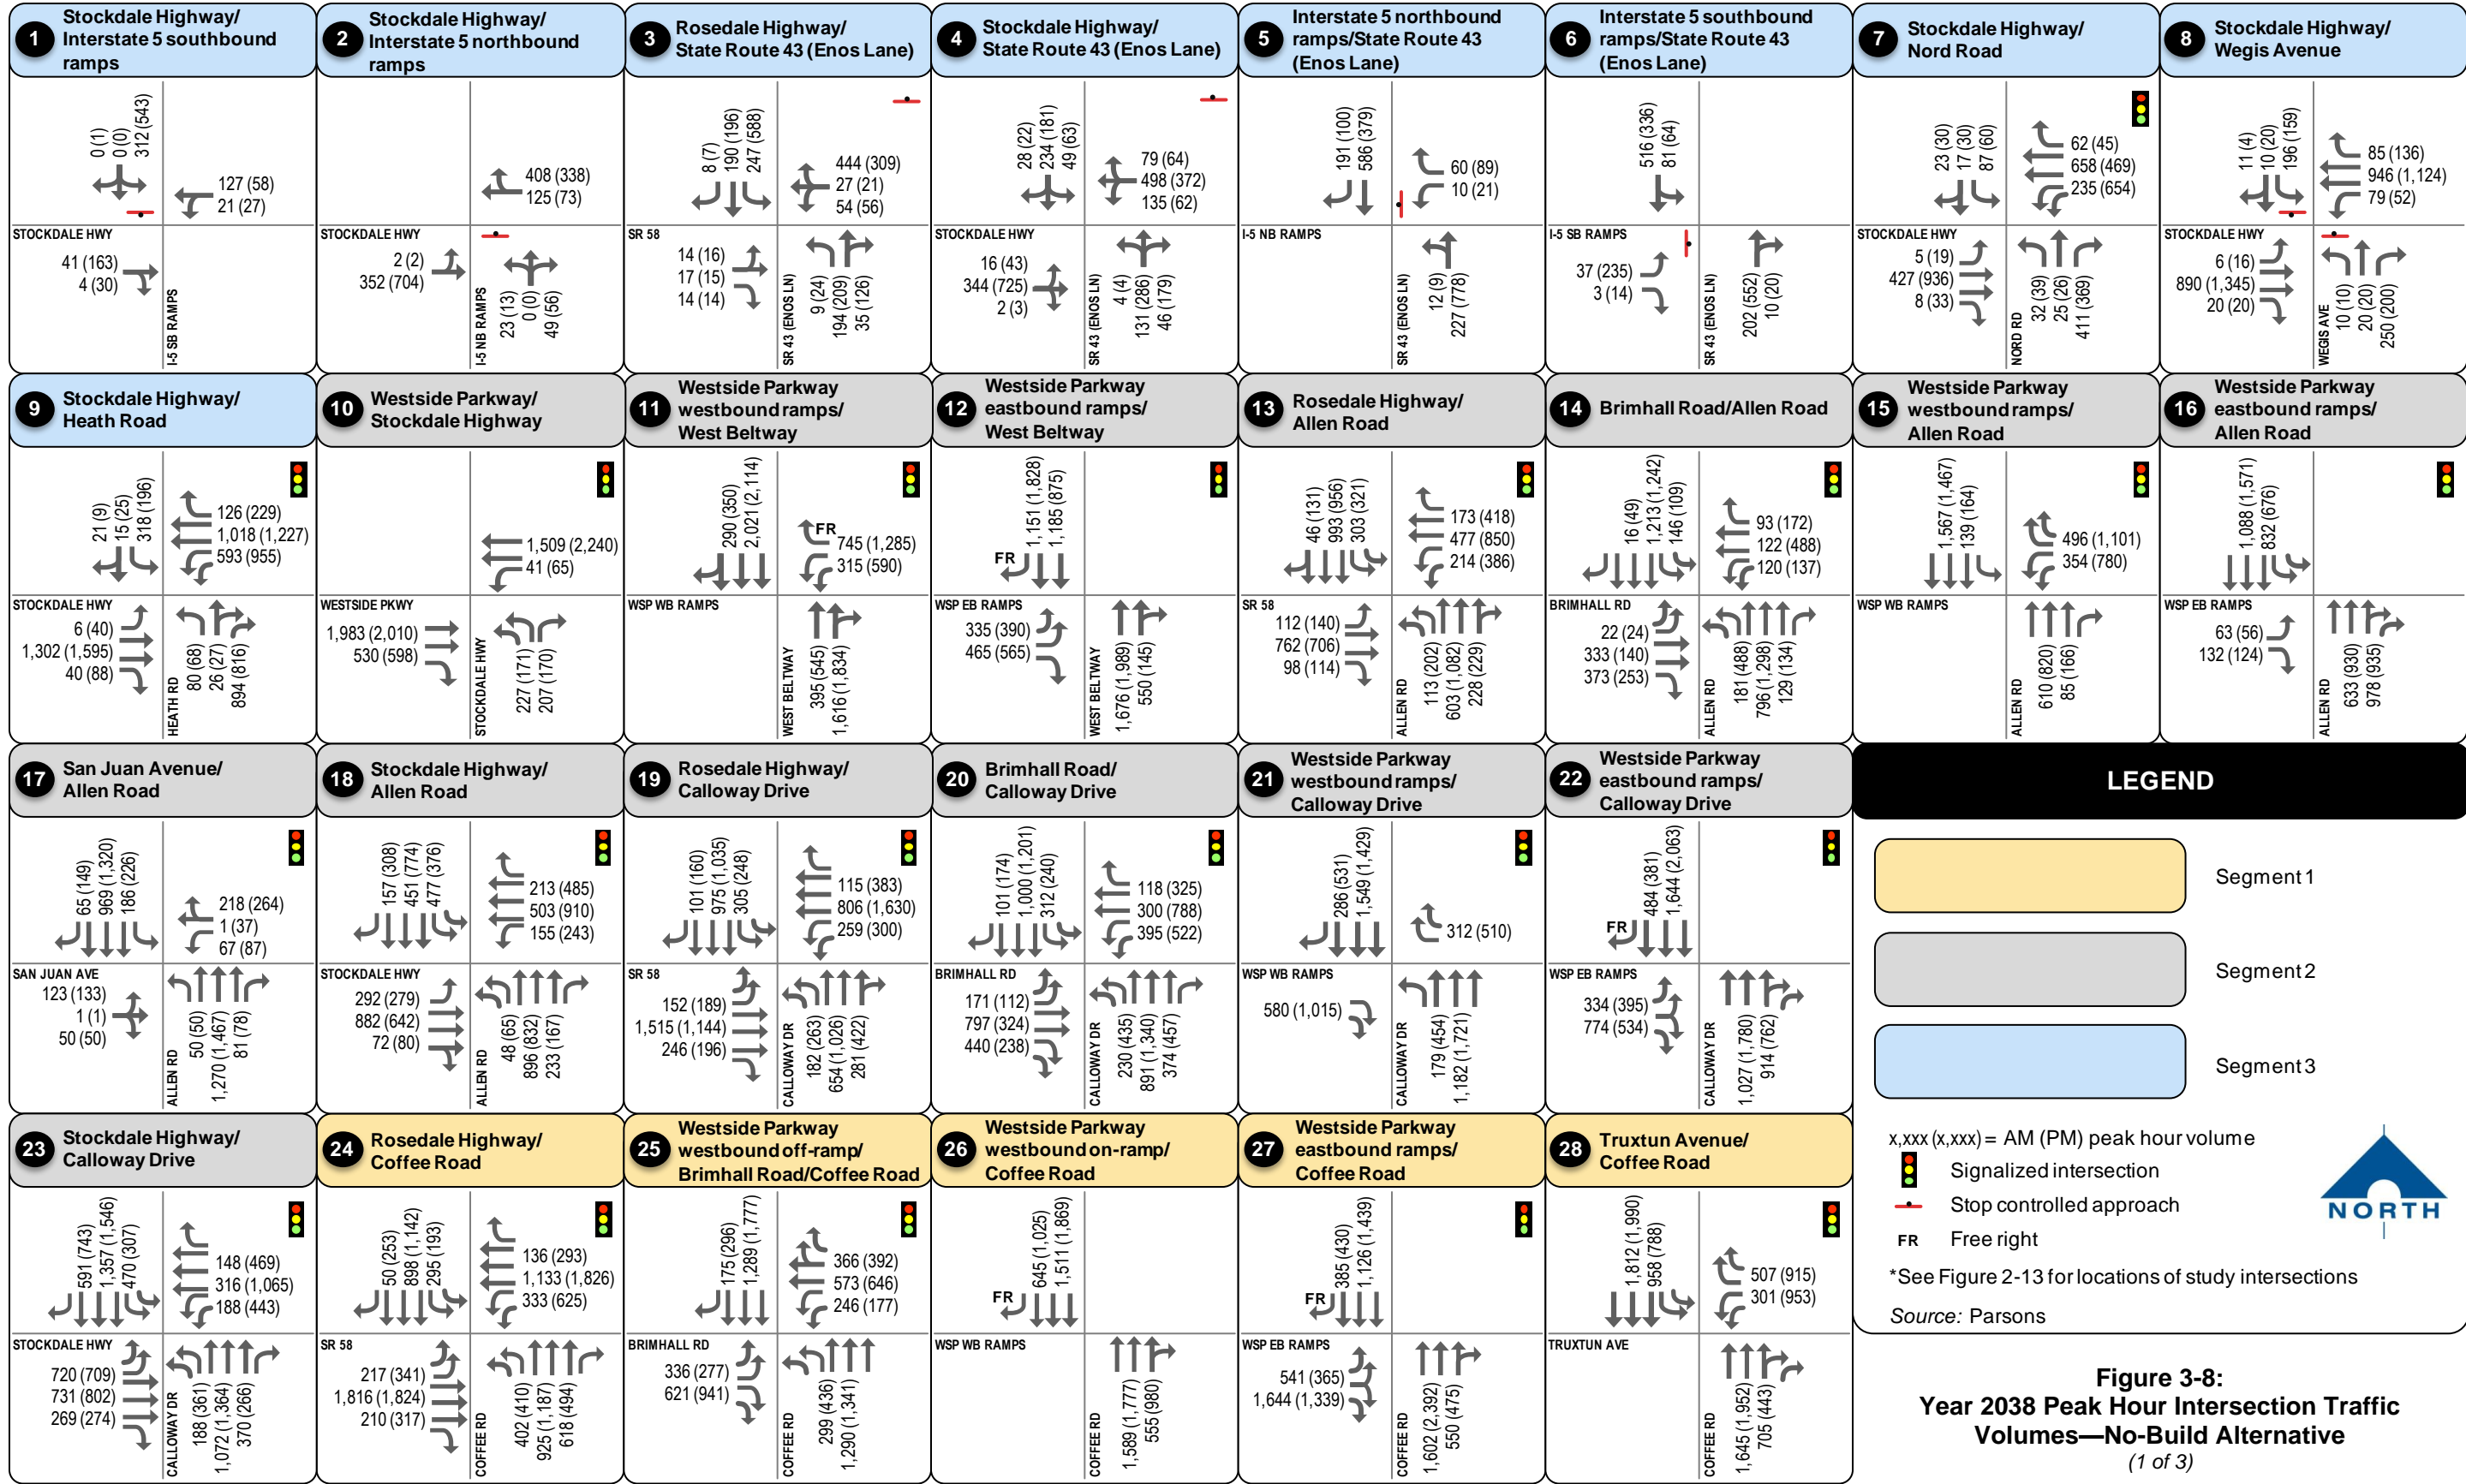 1
Stockdale Highway/
Interstate 5 southbound
ramps
0 (1)
0 (0)
312 (543)
127 (58)
21 (27)
STOCKDALE HWY
41 (163)
4 (30)
I-5 SB RAMPS
2
Stockdale Highway/
Interstate 5 northbound
ramps
408 (338)
125 (73)
STOCKDALE HWY
2 (2)
352 (704)
I-5 NB RAMPS
23 (13)
0 (0)
49 (56)
3
Rosedale Highway/
State Route 43 (Enos Lane)
8 (7)
190 (196)
247 (588)
444 (309)
27 (21)
54 (56)
SR 58
14 (16)
17 (15)
14 (14)
SR 43 (ENOS LN)
9 (24)
194 (209)
35 (126)
4
Stockdale Highway/
State Route 43 (Enos Lane)
28 (22)
234 (181)
49 (63)
79 (64)
498 (372)
135 (62)
STOCKDALE HWY
16 (43)
344 (725)
2 (3)
SR 43 (ENOS LN)
4 (4)
131 (286)
46 (179)
5
Interstate 5 northbound
ramps/State Route 43
(Enos Lane)
191 (100)
586 (379)
60 (89)
10 (21)
I-5 NB RAMPS
SR 43 (ENOS LN)
12 (9)
227 (778)
6
Interstate 5 southbound
ramps/State Route 43
(Enos Lane)
516 (336)
81 (64)
I-5 SB RAMPS
37 (235)
3 (14)
SR 43 (ENOS LN)
202 (552)
10 (20)
7
Stockdale Highway/
Nord Road
23 (30)
17 (30)
87 (60)
62 (45)
658 (469)
235 (654)
STOCKDALE HWY
5 (19)
427 (936)
8 (33)
NORD RD
32 (39)
25 (26)
411 (369)
8
Stockdale Highway/
Wegis Avenue
11 (4)
10 (20)
196 (159)
85 (136)
946 (1,124)
79 (52)
STOCKDALE HWY
6 (16)
890 (1,345)
20 (20)
WEGIS AVE
10 (10)
20 (20)
250 (200)
9
Stockdale Highway/
Heath Road
21 (9)
15 (25)
318 (196)
126 (229)
1,018 (1,227)
593 (955)
STOCKDALE HWY
6 (40)
1,302 (1,595)
40 (88)
HEATH RD
80 (68)
26 (27)
894 (816)
10
Westside Parkway/
Stockdale Highway
1,509 (2,240)
41 (65)
WESTSIDE PKWY
1,983 (2,010)
530 (598)
STOCKDALE HWY
227 (171)
207 (170)
11
Westside Parkway
westbound ramps/
West Beltway
290 (350)
2,021 (2,114)
FR
745 (1,285)
315 (590)
WSP WB RAMPS
WEST BELTWAY
395 (545)
1,616 (1,834)
12
Westside Parkway
eastbound ramps/
West Beltway
FR
1,151 (1,828)
1,185 (875)
WSP EB RAMPS
335 (390)
465 (565)
WEST BELTWAY
1,676 (1,989)
550 (145)
13
Rosedale Highway/
Allen Road
46 (131)
993 (956)
303 (321)
173 (418)
477 (850)
214 (386)
SR 58
112 (140)
762 (706)
98 (114)
ALLEN RD
113 (202)
603 (1,082)
228 (229)
14
Brimhall Road/Allen Road
16 (49)
1,213 (1,242)
146 (109)
93 (172)
122 (488)
120 (137)
BRIMHALL RD
22 (24)
333 (140)
373 (253)
ALLEN RD
181 (488)
796 (1,298)
129 (134)
15
Westside Parkway
westbound ramps/
Allen Road
1,567 (1,467)
139 (164)
496 (1,101)
354 (780)
WSP WB RAMPS
ALLEN RD
610 (820)
85 (166)
16
Westside Parkway
eastbound ramps/
Allen Road
1,088 (1,571)
832 (676)
WSP EB RAMPS
63 (56)
132 (124)
ALLEN RD
633 (930)
978 (935)
17
San Juan Avenue/
Allen Road
65 (149)
969 (1,320)
186 (226)
218 (264)
1 (37)
67 (87)
SAN JUAN AVE
123 (133)
1 (1)
50 (50)
ALLEN RD
50 (50)
1,270 (1,467)
81 (78)
18
Stockdale Highway/
Allen Road
157 (308)
451 (774)
477 (376)
213 (485)
503 (910)
155 (243)
STOCKDALE HWY
292 (279)
882 (642)
72 (80)
ALLEN RD
48 (65)
896 (832)
233 (167)
19
Rosedale Highway/
Calloway Drive
101 (160)
975 (1,035)
305 (248)
115 (383)
806 (1,630)
259 (300)
SR 58
152 (189)
1,515 (1,144)
246 (196)
CALLOWAY DR
182 (263)
654 (1,026)
281 (422)
20
Brimhall Road/
Calloway Drive
101 (174)
1,000 (1,201)
312 (240)
118 (325)
300 (788)
395 (522)
BRIMHALL RD
171 (112)
797 (324)
440 (238)
CALLOWAY DR
230 (435)
891 (1,340)
374 (457)
21
Westside Parkway
westbound ramps/
Calloway Drive
286 (531)
1,549 (1,429)
312 (510)
WSP WB RAMPS
580 (1,015)
CALLOWAY DR
179 (454)
1,182 (1,721)
22
Westside Parkway
eastbound ramps/
Calloway Drive
FR
484 (381)
1,644 (2,063)
WSP EB RAMPS
334 (395)
774 (534)
CALLOWAY DR
1,027 (1,780)
914 (762)
LEGEND
Segment 1
Segment 2
Segment 3
x,xxx (x,xxx) = AM (PM) peak hour volume
Signalized intersection
Stop controlled approach
FR Free right
*See Figure 2-13 for locations of study intersections
Source: Parsons
NORTH
23
Stockdale Highway/
Calloway Drive
591 (743)
1,357 (1,546)
470 (307)
148 (469)
316 (1,065)
188 (443)
STOCKDALE HWY
720 (709)
731 (802)
269 (274)
CALLOWAY DR
188 (361)
1,072 (1,364)
370 (266)
24
Rosedale Highway/
Coffee Road
50 (253)
898 (1,142)
295 (193)
136 (293)
1,133 (1,826)
333 (625)
SR 58
217 (341)
1,816 (1,824)
210 (317)
COFFEE RD
402 (410)
925 (1,187)
618 (494)
25
Westside Parkway
westbound off-ramp/
Brimhall Road/Coffee Road
175 (296)
1,289 (1,777)
366 (392)
573 (646)
246 (177)
BRIMHALL RD
336 (277)
621 (941)
COFFEE RD
299 (436)
1,290 (1,341)
26
Westside Parkway
westbound on-ramp/
Coffee Road
FR
645 (1,025)
1,511 (1,869)
WSP WB RAMPS
COFFEE RD
1,589 (1,777)
555 (980)
27
Westside Parkway
eastbound ramps/
Coffee Road
FR
385 (430)
1,126 (1,439)
WSP EB RAMPS
541 (365)
1,644 (1,339)
COFFEE RD
1,602 (2,392)
550 (475)
28
Truxtun Avenue/
Coffee Road
1,812 (1,990)
958 (788)
507 (915)
301 (953)
TRUXTUN AVE
COFFEE RD
1,645 (1,952)
705 (443)
Figure 3-8:
Year 2038 Peak Hour Intersection Traffic
Volumes—No-Build Alternative
(1 of 3)